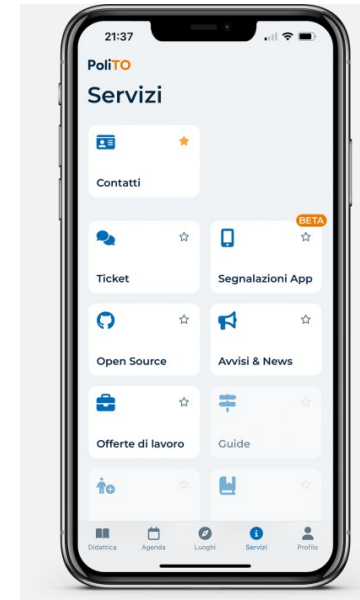 21:37
PoliTO
Servizi
Contatti
BETA
Ticket
Segnalazioni App
Open Source
Avvisi & News
Offerte di lavoro
Guide
Didattica
Agenda
Luoghi
Servizi
Profilo